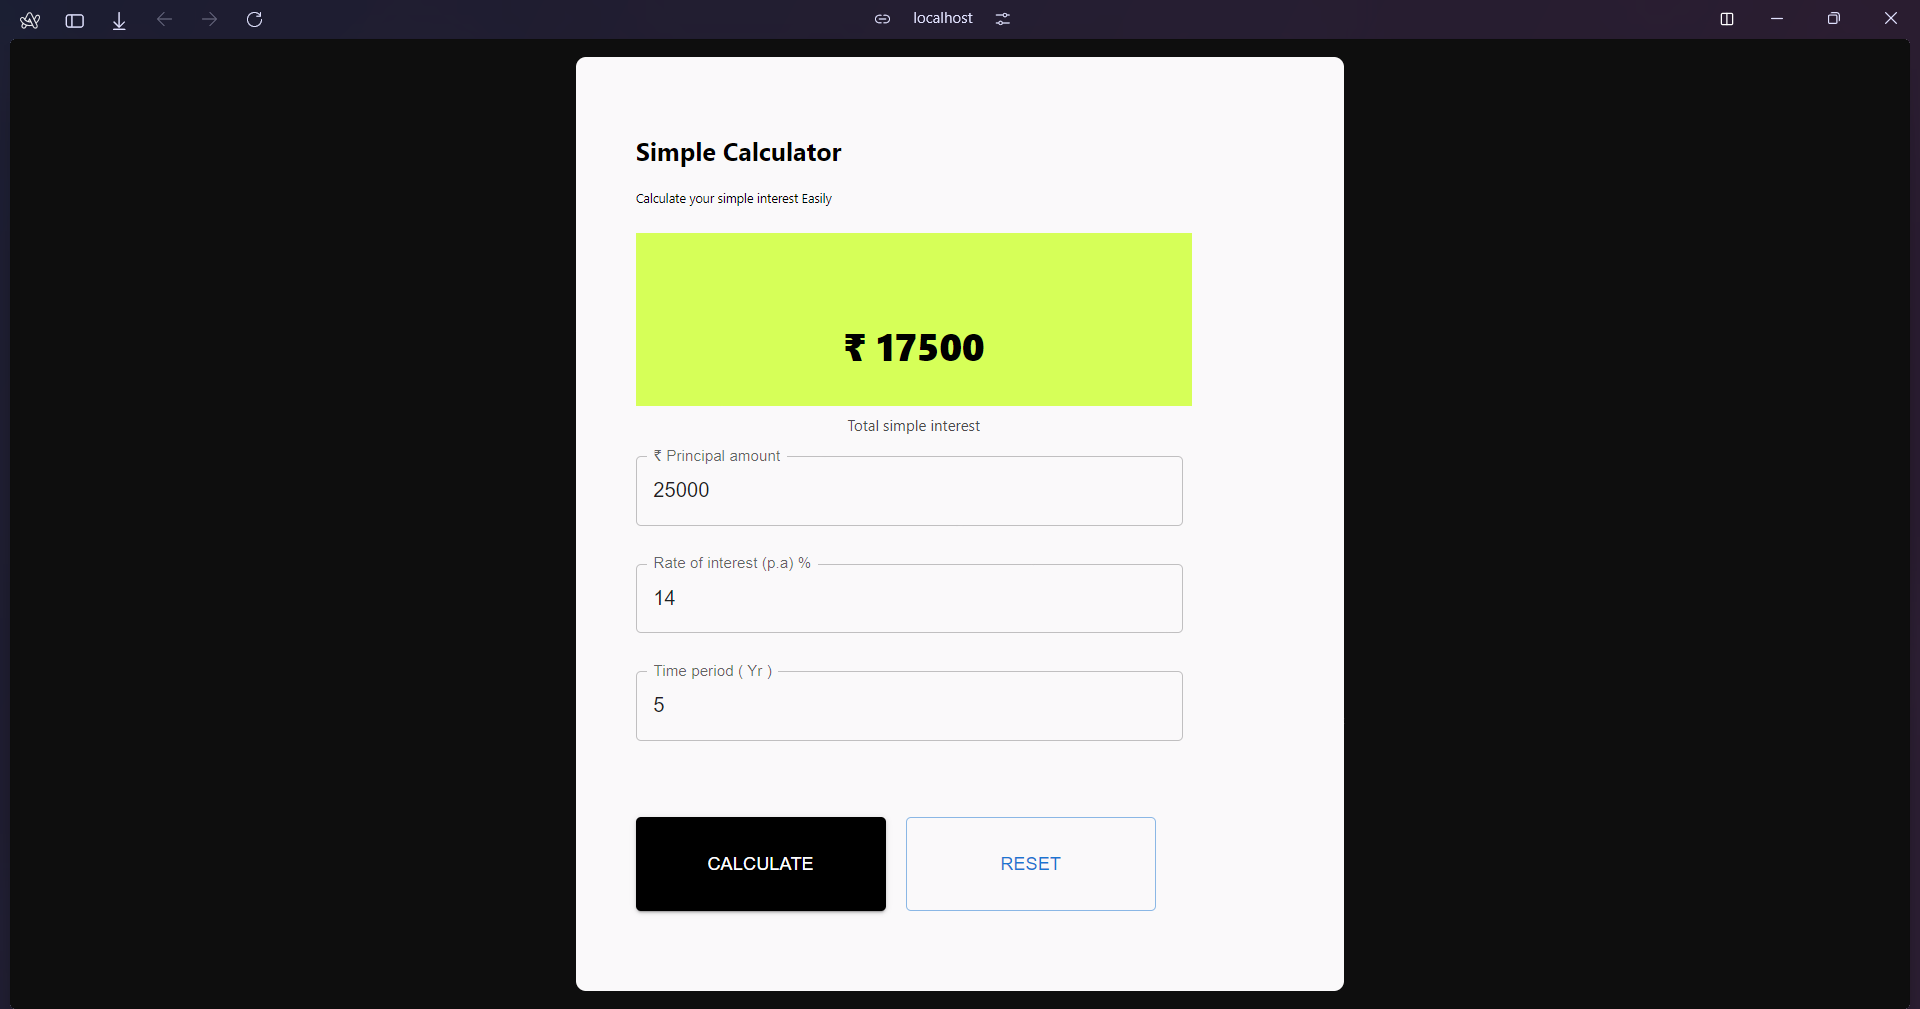 localhost
Simple Calculator
Calculate your simple interest Easily
₹ 17500
Total simple interest
₹ Principal amount
25000
Rate of interest (p.a) %
14
Time period ( Yr )
5
CALCULATE
RESET